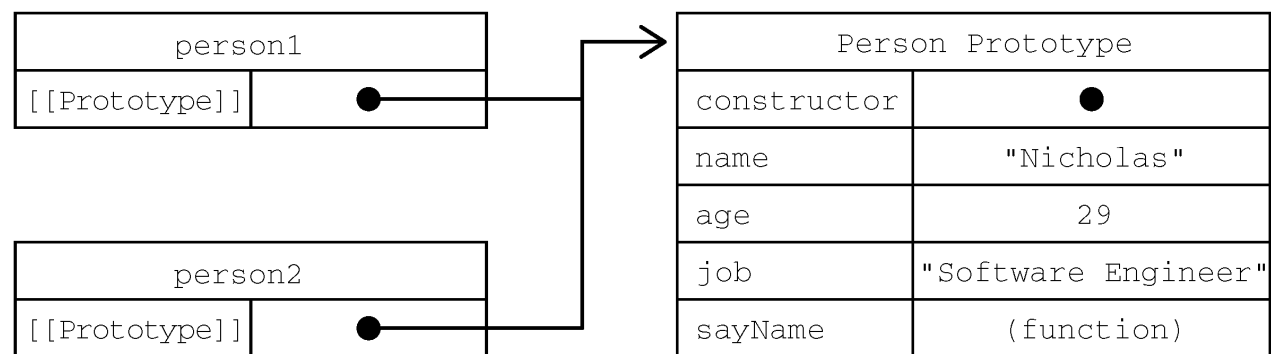 person1
[[Prototype]]
person2
[[Prototype]]
Person Prototype
constructor
name "Nicholas"
age 29
job "Software Engineer"
sayName (function)